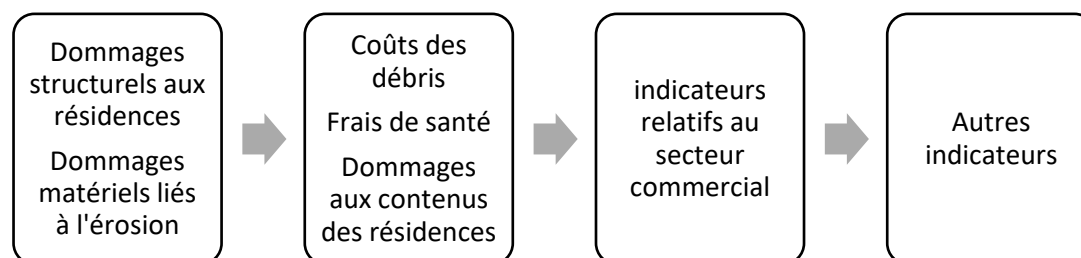 Dommages
structurels aux
résidences
Dommages
matériels liés
à l'érosion
Coûts des
débris
Frais de santé
Dommages
aux contenus
des résidences
indicateurs
relatifs au
secteur
commercial
Autres
indicateurs